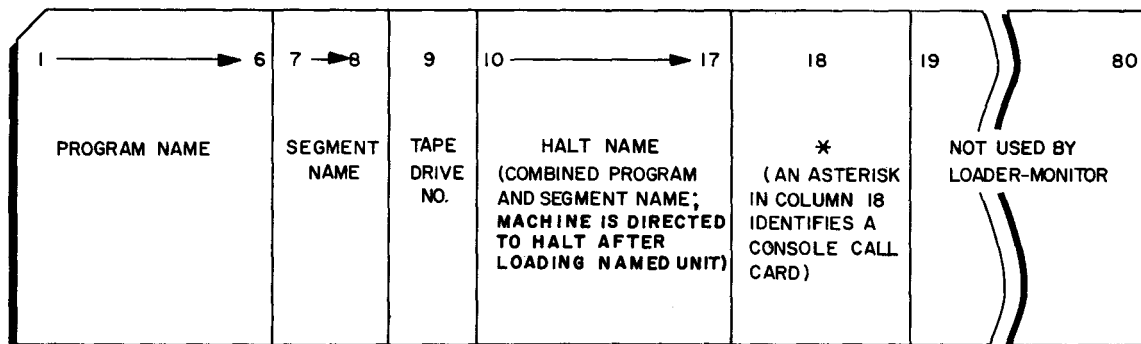 1 6 7 8 9 10 17 18 19 80
PROGRAM NAME
SEGMENT
NAME
TAPE
DRIVE
NO.
HALT NAME
(COMBINED PROGRAM
AND SEGMENT NAME;
MACHINE IS DIRECTED
TO HALT AFTER
LOADING NAMED UNIT)
*
(AN ASTERISK
IN COLUMN 18
IDENTIFIES A
CONSOLE CALL
CARD)
NOT USED BY
LOADER-MONITOR